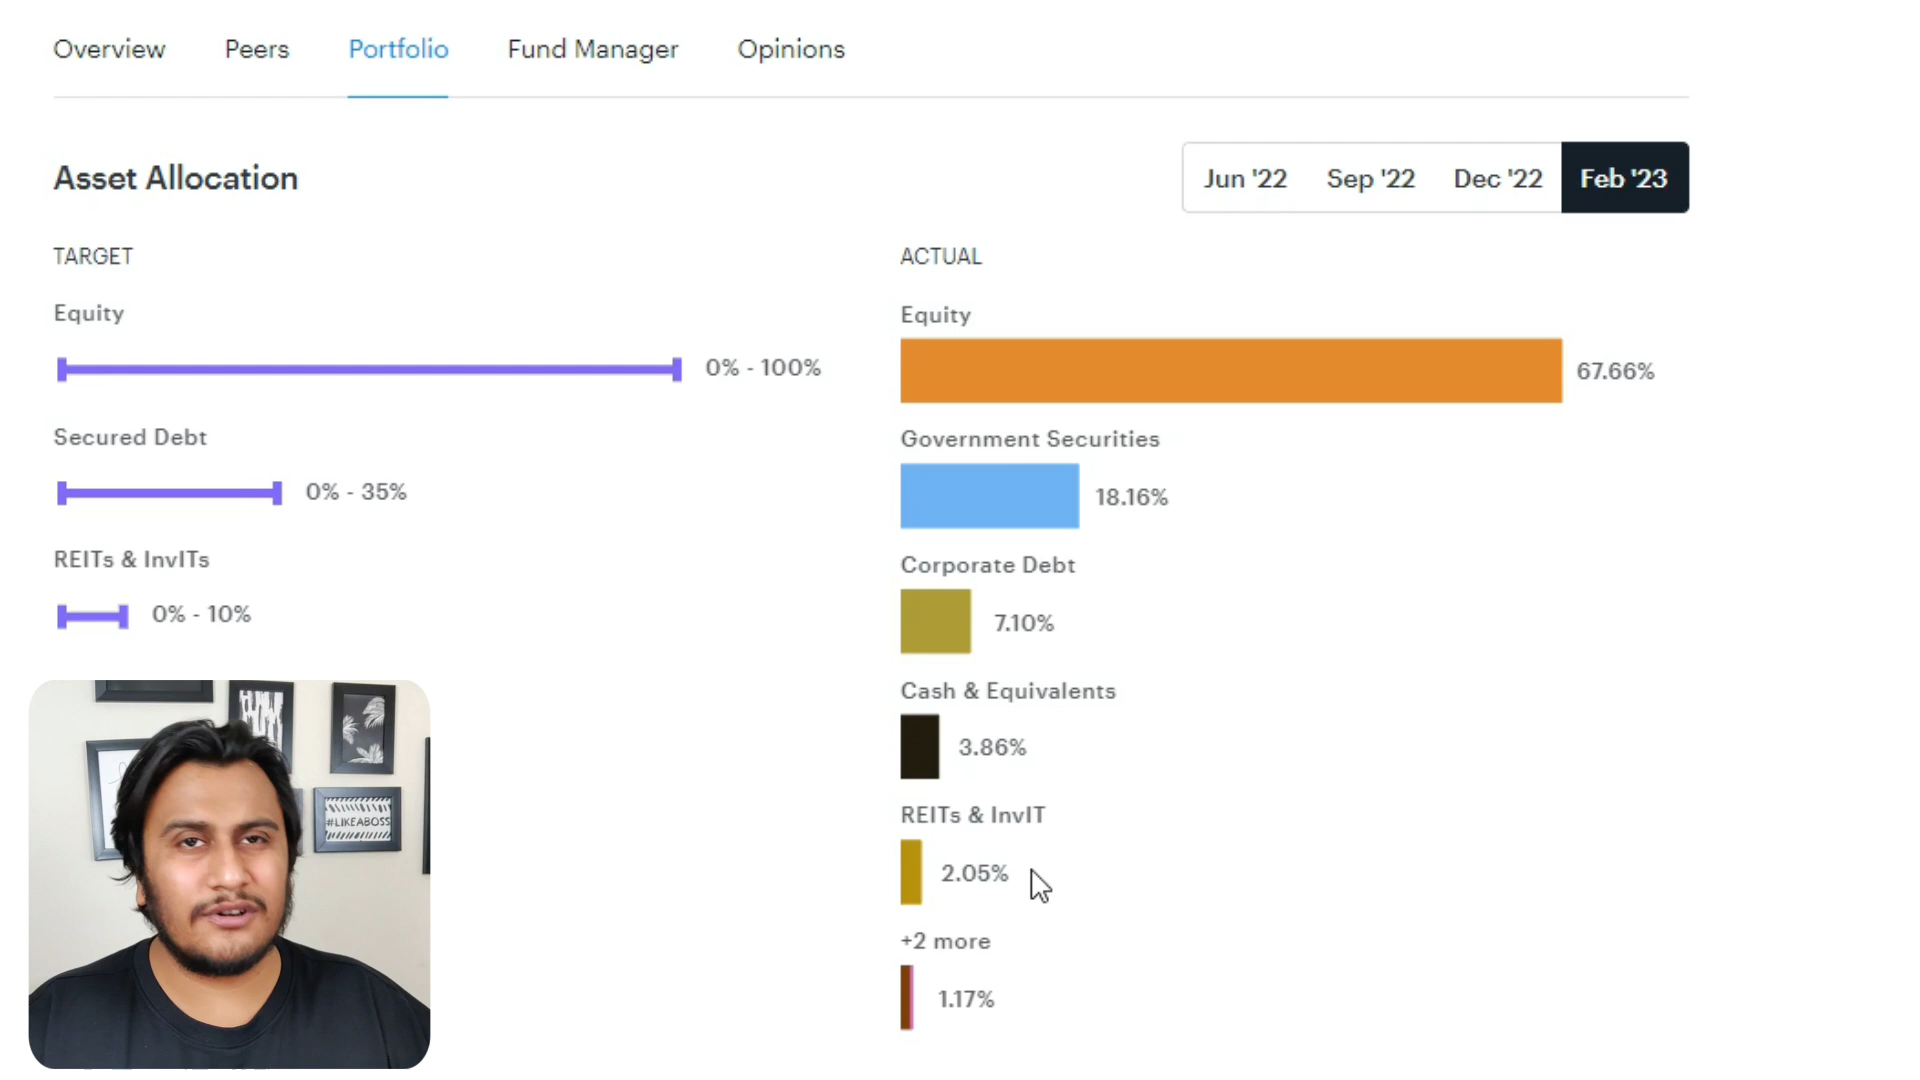 Overview Peers Portfolio Fund Manager Opinions
Asset Allocation
Jun '22 Sep '22 Dec '22 Feb '23
TARGET
Equity
0% - 100%
Secured Debt
0% - 35%
REITs & InvITs
0% - 10%
ACTUAL
Equity
67.66%
Government Securities
18.16%
Corporate Debt
7.10%
Cash & Equivalents
3.86%
REITs & InvIT
2.05%
+2 more
1.17%
#LIKEABOSS